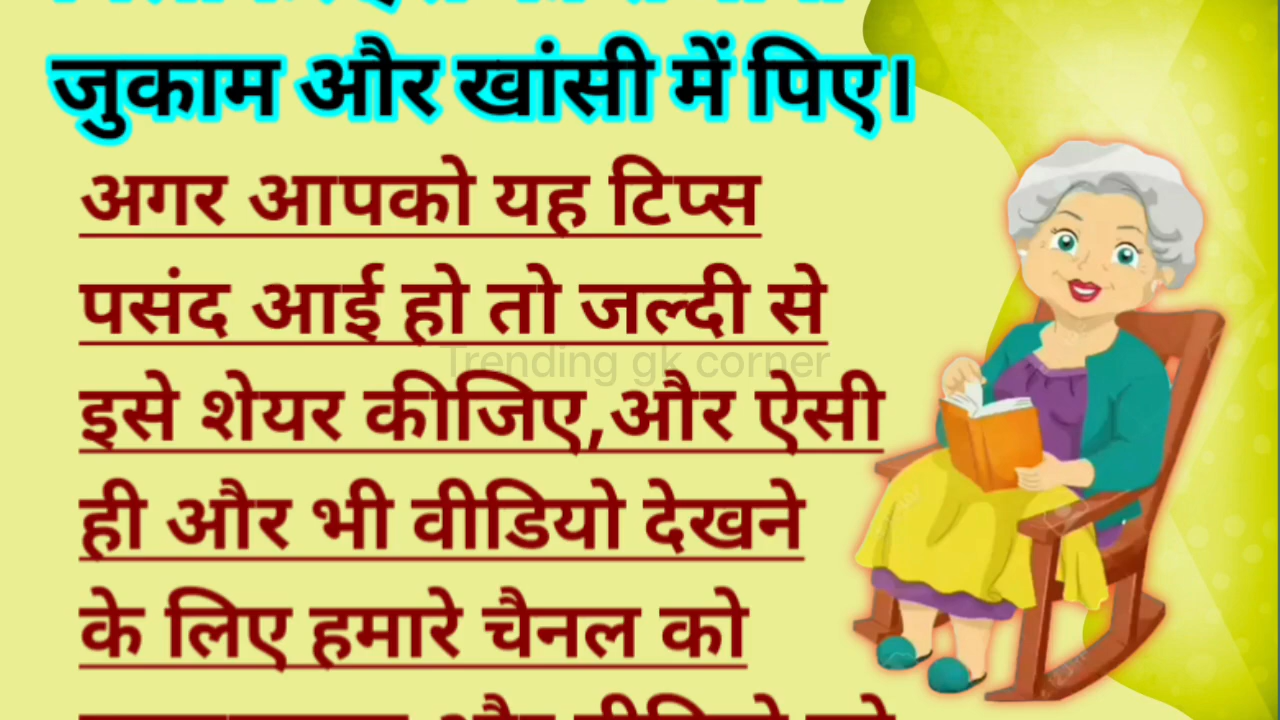 जुकाम और खांसी में पिए।
अगर आपको यह टिप्स
पसंद आई हो तो जल्दी से
Trending gk corner
इसे शेयर कीजिए,और ऐसी
ही और भी वीडियो देखने
के लिए हमारे चैनल को